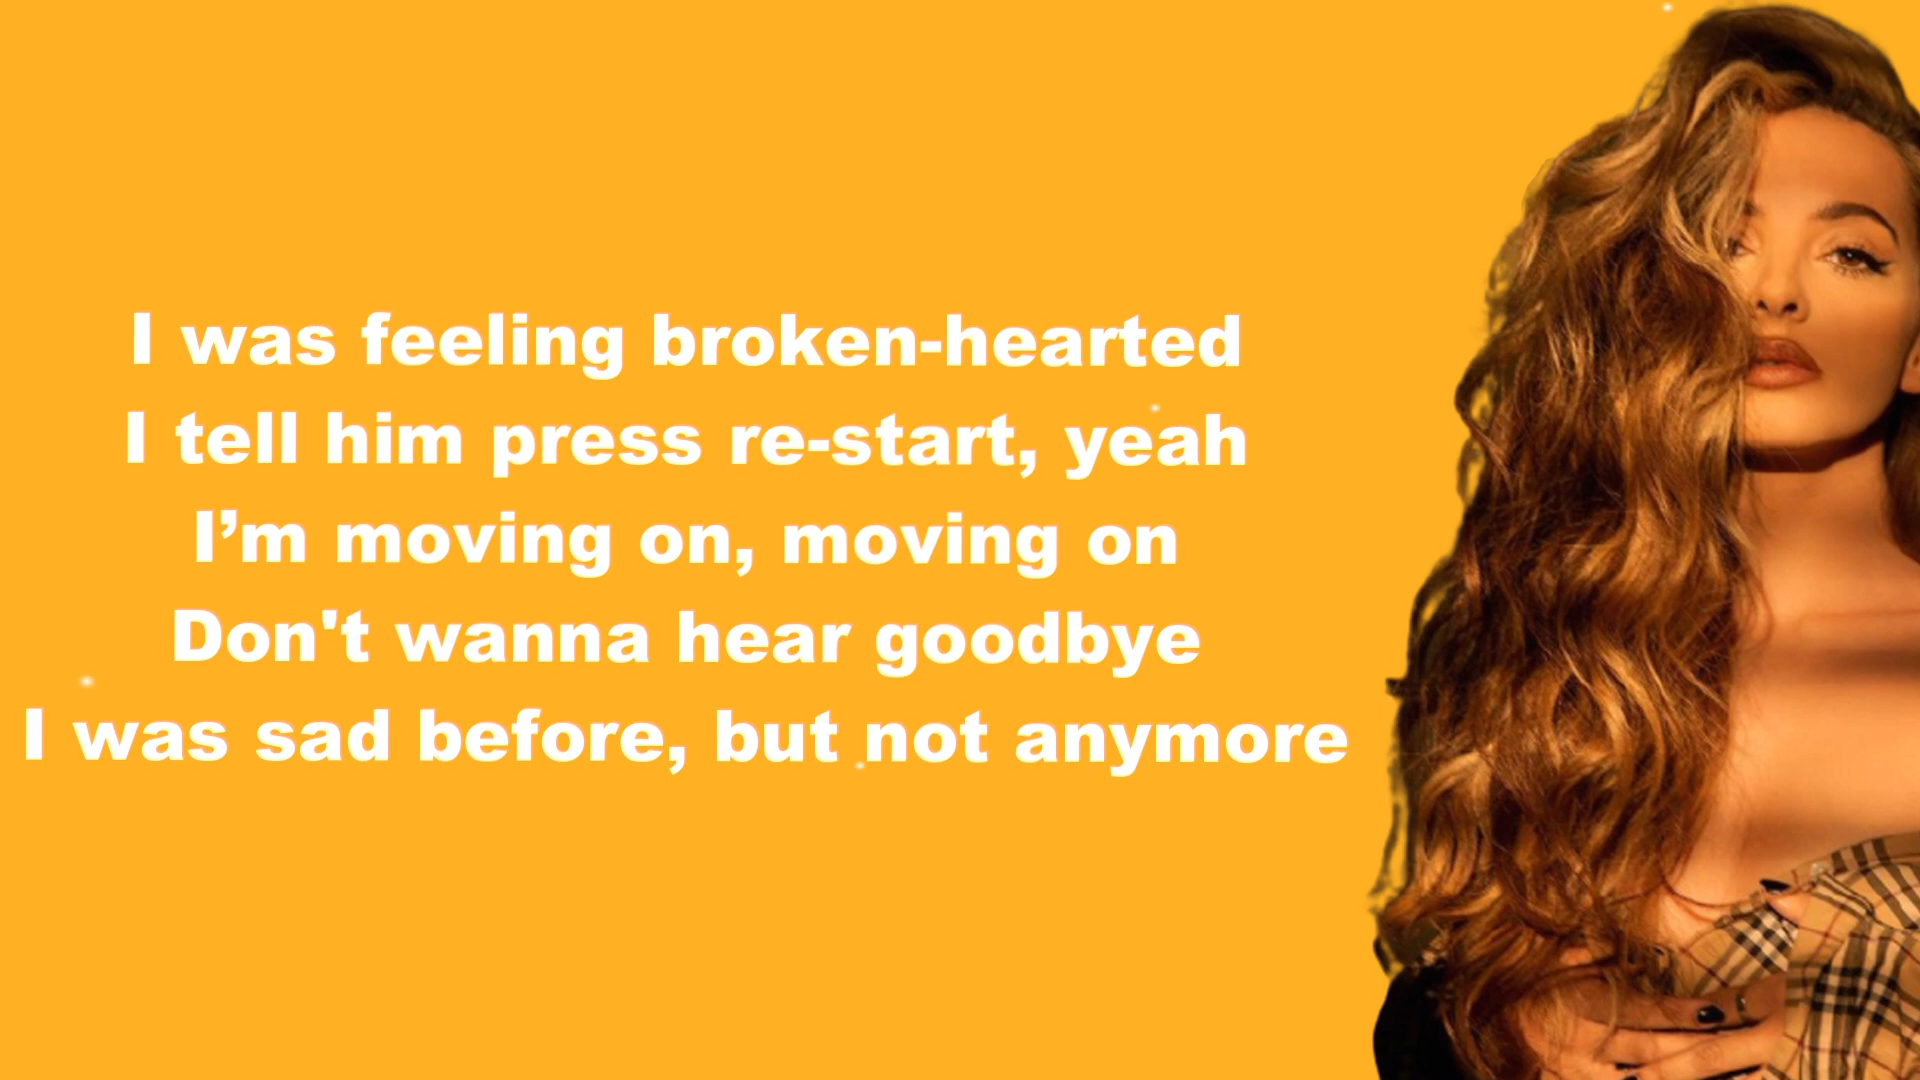 I was feeling broken-hearted
I tell him press re-start, yeah
I’m moving on, moving on
Don't wanna hear goodbye
I was sad before, but not anymore